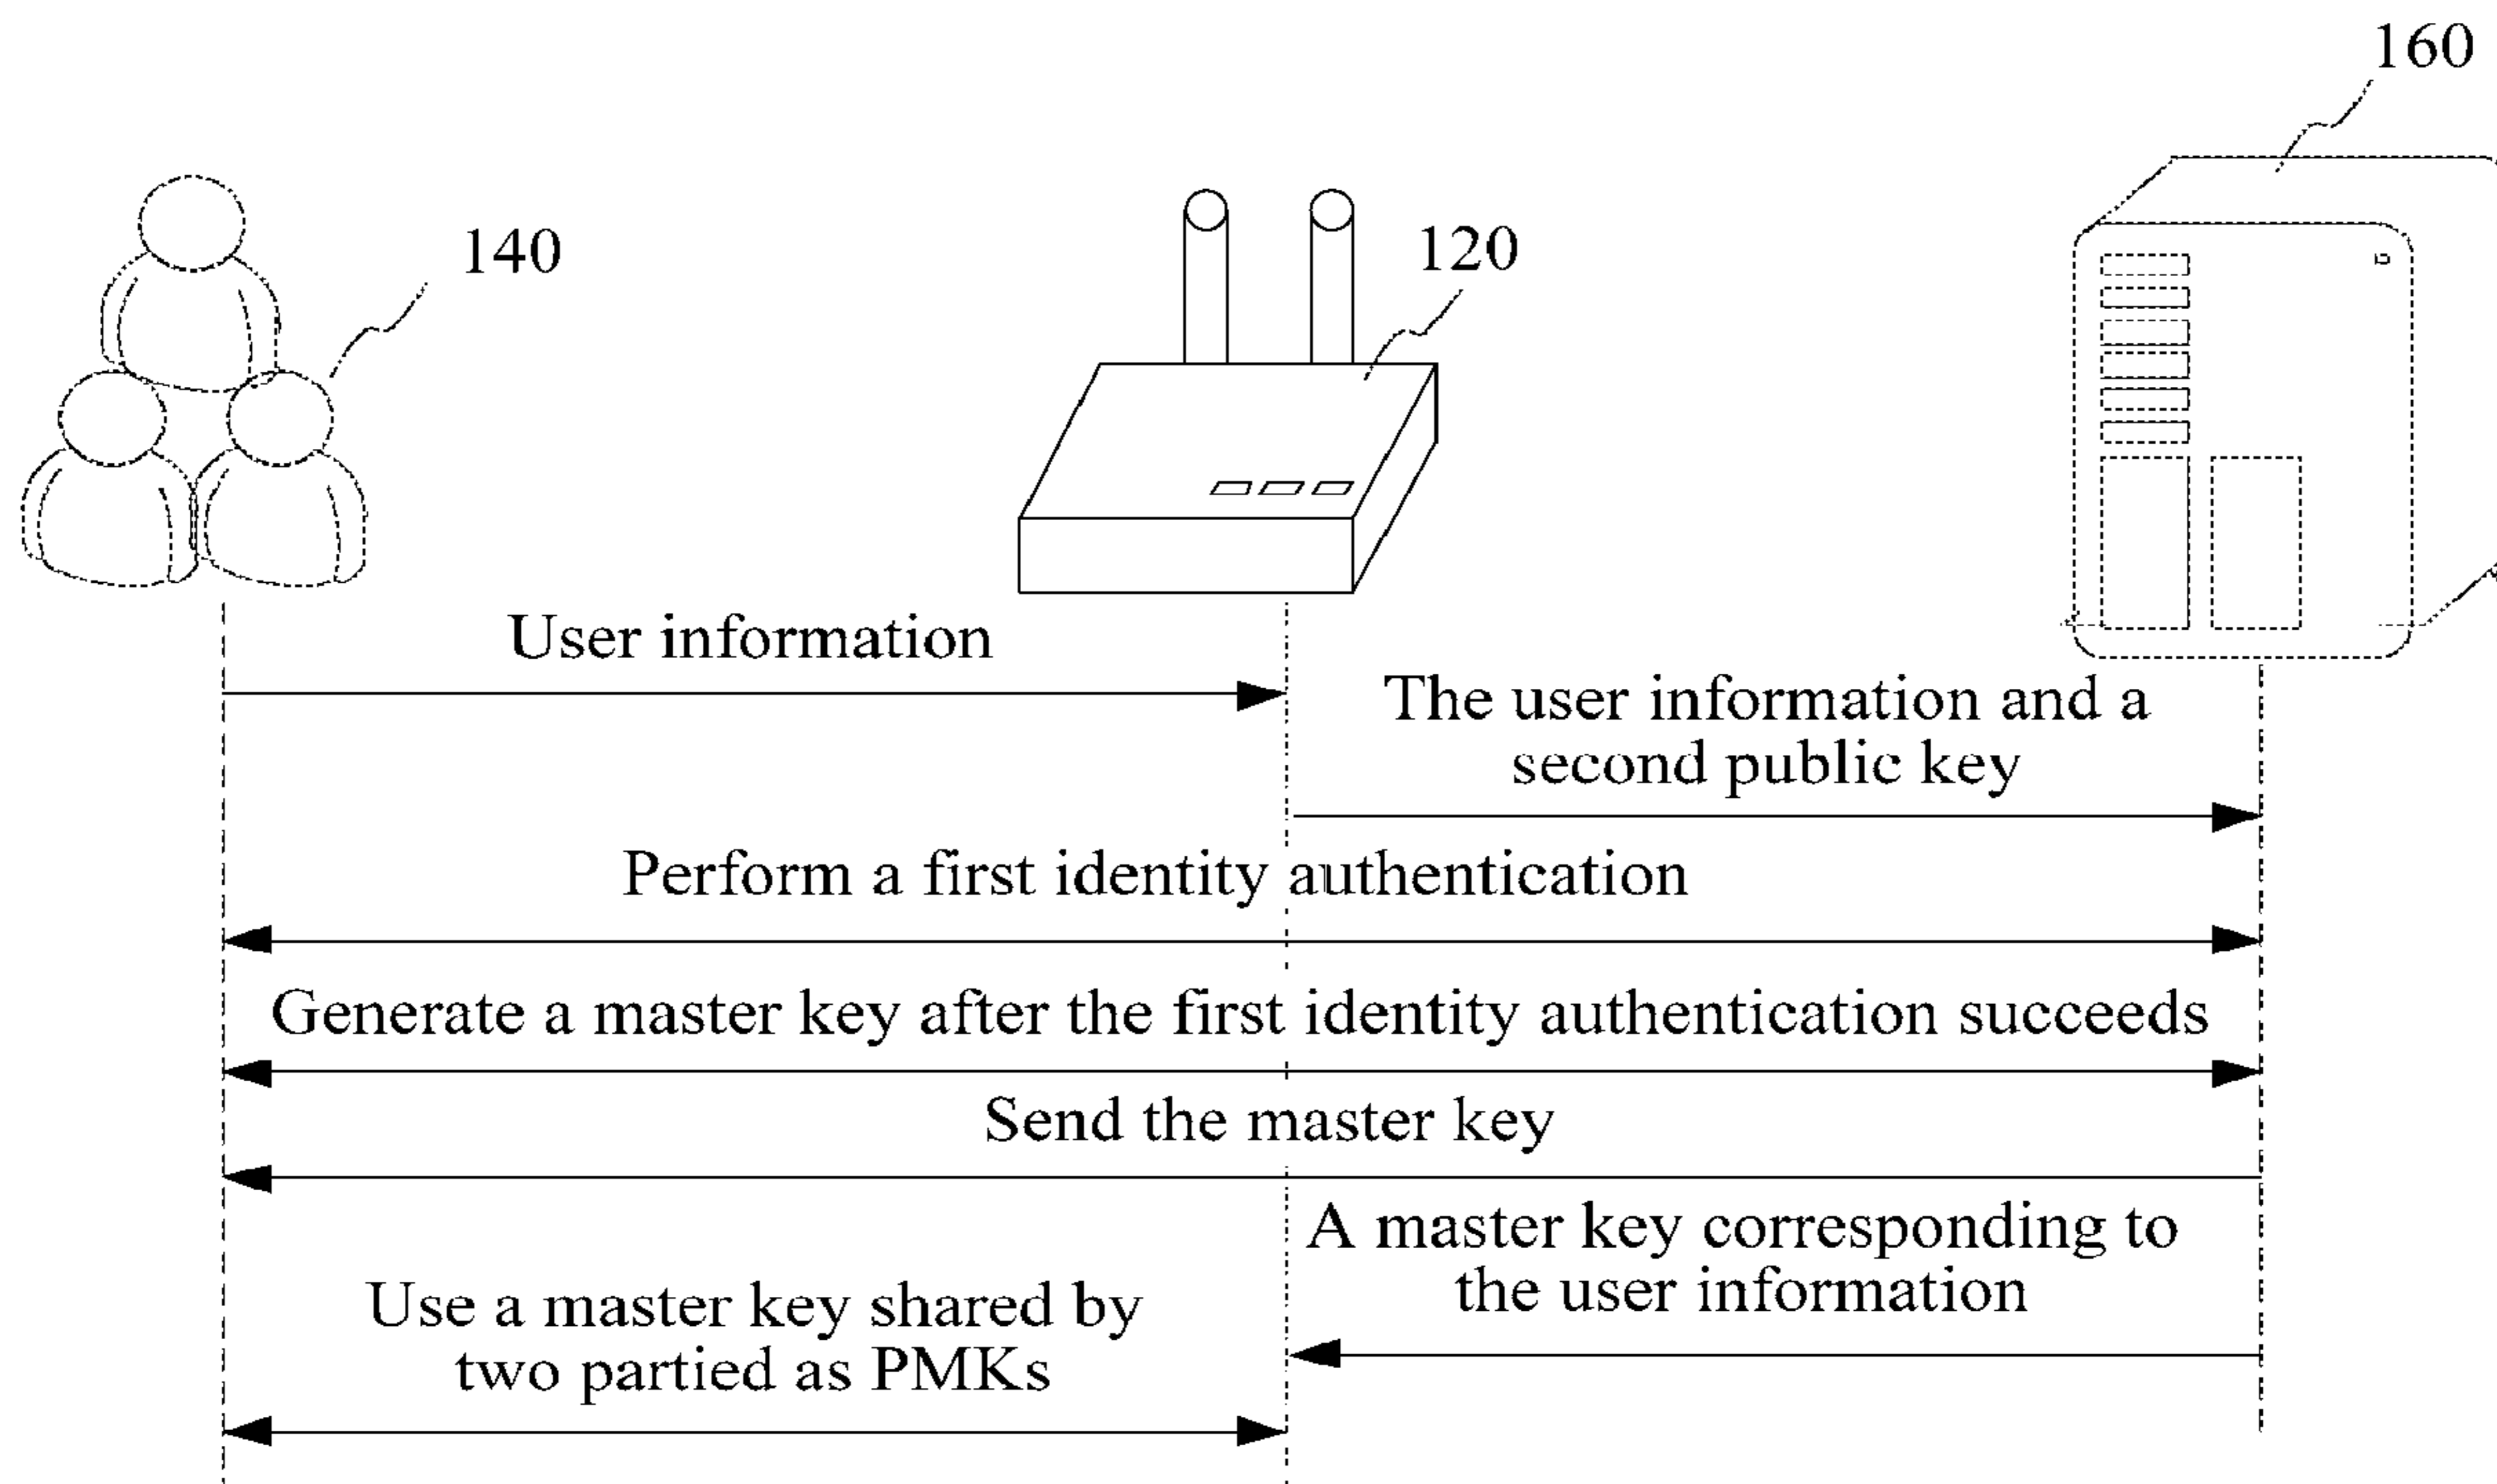 160
140
120
User information
The user information and a
second public key
Perform a first identity authentication
Generate a master key after the first identity authentication succeeds
Send the master key
A master key corresponding to
the user information
Use a master key shared by
two partied as PMKs